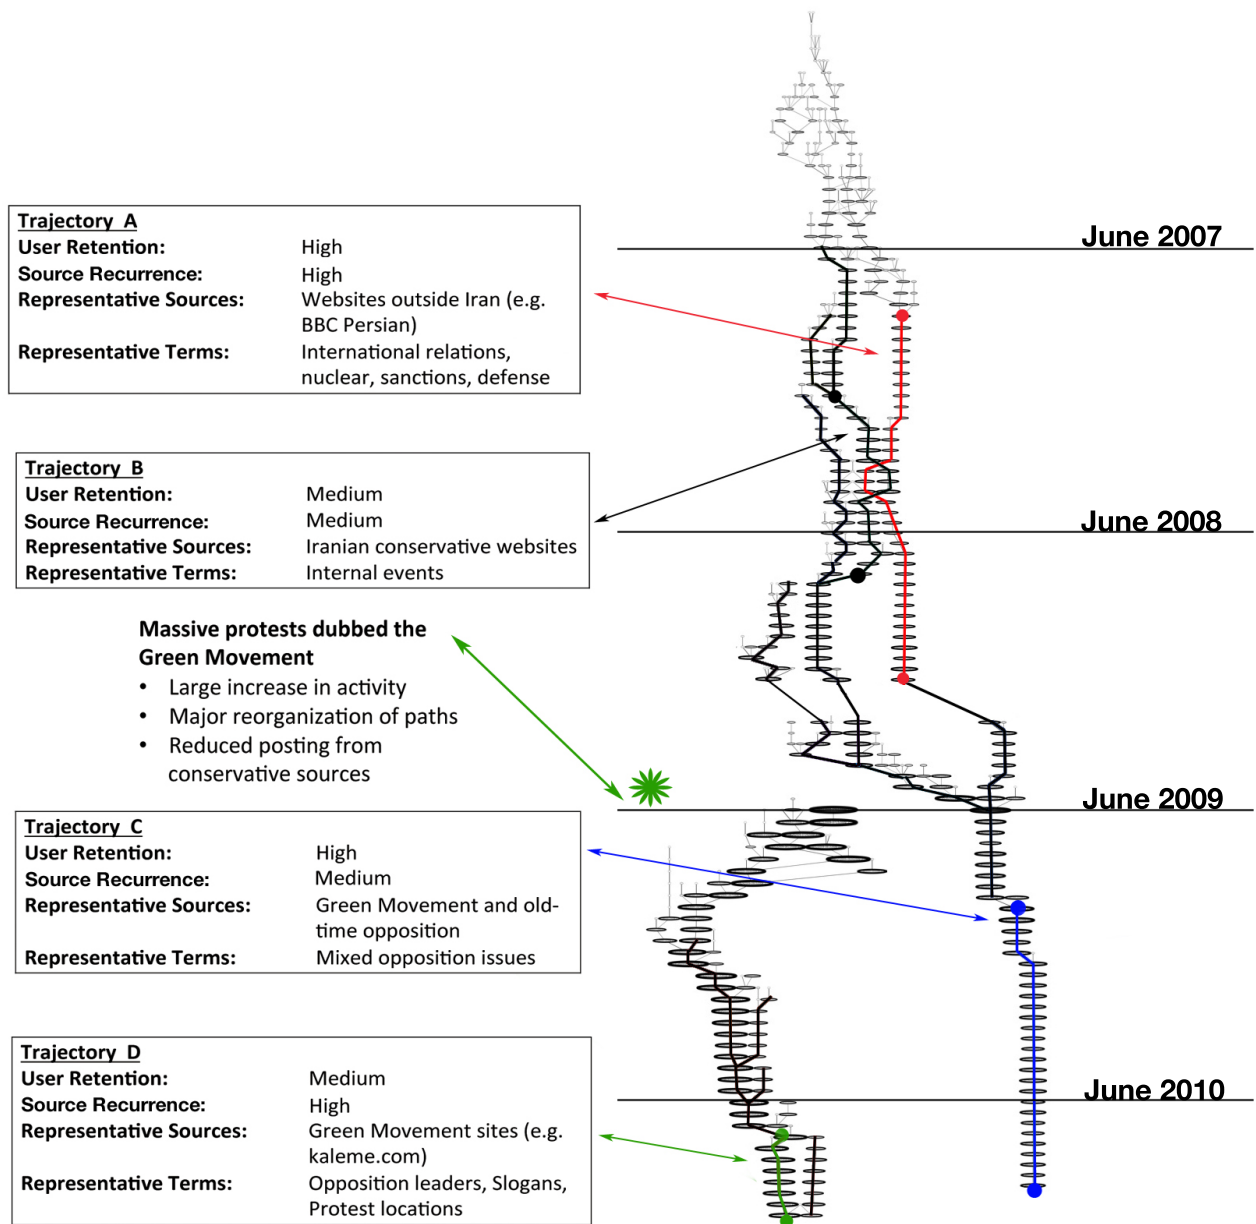 June 2007
Trajectory A
User Retention: High
Source Recurrence: High
Representative Sources: Websites outside Iran (e.g.
BBC Persian)
Representative Terms: International relations,
nuclear, sanctions, defense
Trajectory B
User Retention: Medium
Source Recurrence: Medium
Representative Sources: Iranian conservative websites
Representative Terms: Internal events
June 2008
Massive protests dubbed the
Green Movement
• Large increase in activity
• Major reorganization of paths
• Reduced posting from
conservative sources
June 2009
Trajectory C
User Retention: High
Source Recurrence: Medium
Representative Sources: Green Movement and old-
time opposition
Representative Terms: Mixed opposition issues
Trajectory D
User Retention: Medium
Source Recurrence: High
Representative Sources: Green Movement sites (e.g.
kaleme.com)
Representative Terms: Opposition leaders, Slogans,
Protest locations
June 2010